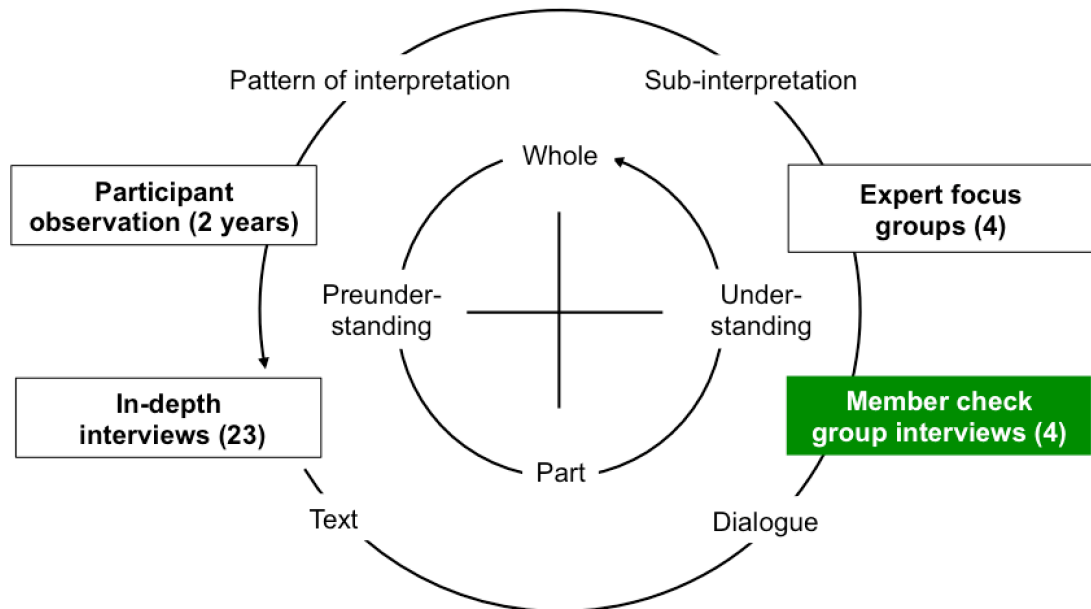 Pattern of interpretation
Sub-interpretation
Whole
Participant
observation (2 years)
Expert focus
groups (4)
Preunder-
standing
Under-
standing
In-depth
interviews (23)
Member check
group interviews (4)
Part
Text
Dialogue